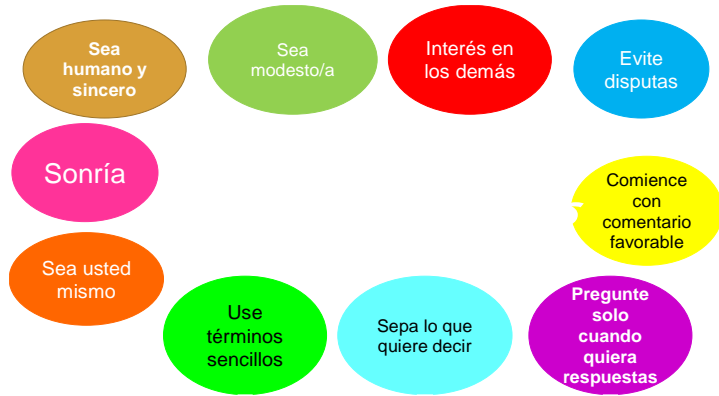 Sea
humano y
sincero
Sea
modesto/a
Interés en
los demás
Evite
disputas
Sonría
Comience
con
comentario
favorable
Sea usted
mismo
Use
términos
sencillos
Sepa lo que
quiere decir
Pregunte
solo
cuando
quiera
respuestas